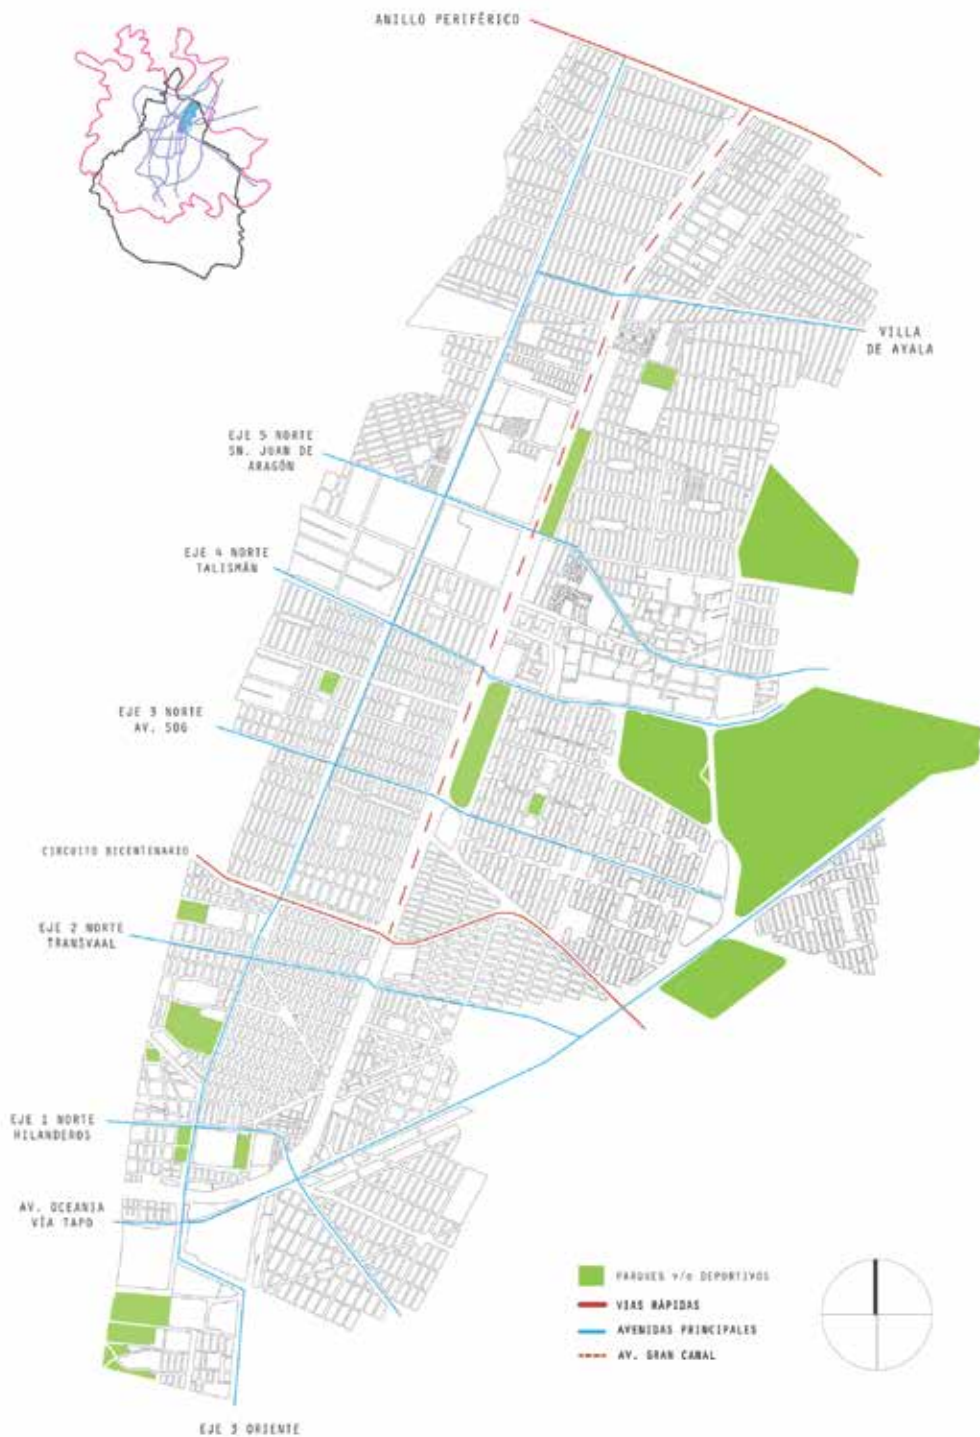 ANILLO PERIFÉRICO
VILLA
DE AYALA
EJE 5 NORTE
SN. JUAN DE
ARAGÓN
EJE 4 NORTE
TALISMÁN
EJE 3 NORTE
AV. 506
CIRCUITO BICENTENARIO
EJE 2 NORTE
TRANSVAAL
EJE 1 NORTE
HILANDEROS
AV. OCEANIA
VÍA TAPO
PARQUES y/o DEPORTIVOS
VIAS RÁPIDAS
AVENIDAS PRINCIPALES
AV. GRAN CANAL
EJE 3 ORIENTE